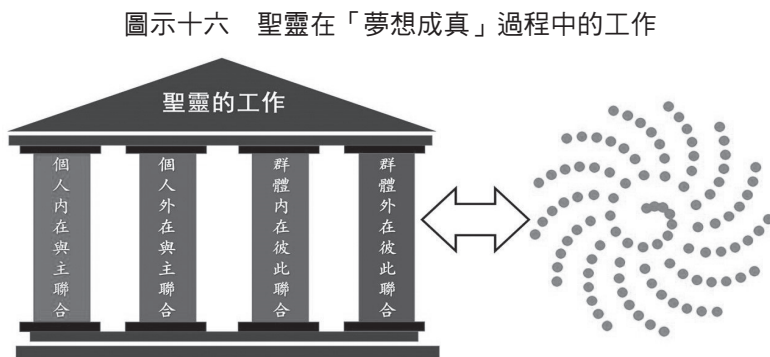 圖示十六　聖靈在「夢想成真」過程中的工作
聖靈的工作
個人內在與主聯合
個人外在與主聯合
群體內在彼此聯合
群體外在彼此聯合